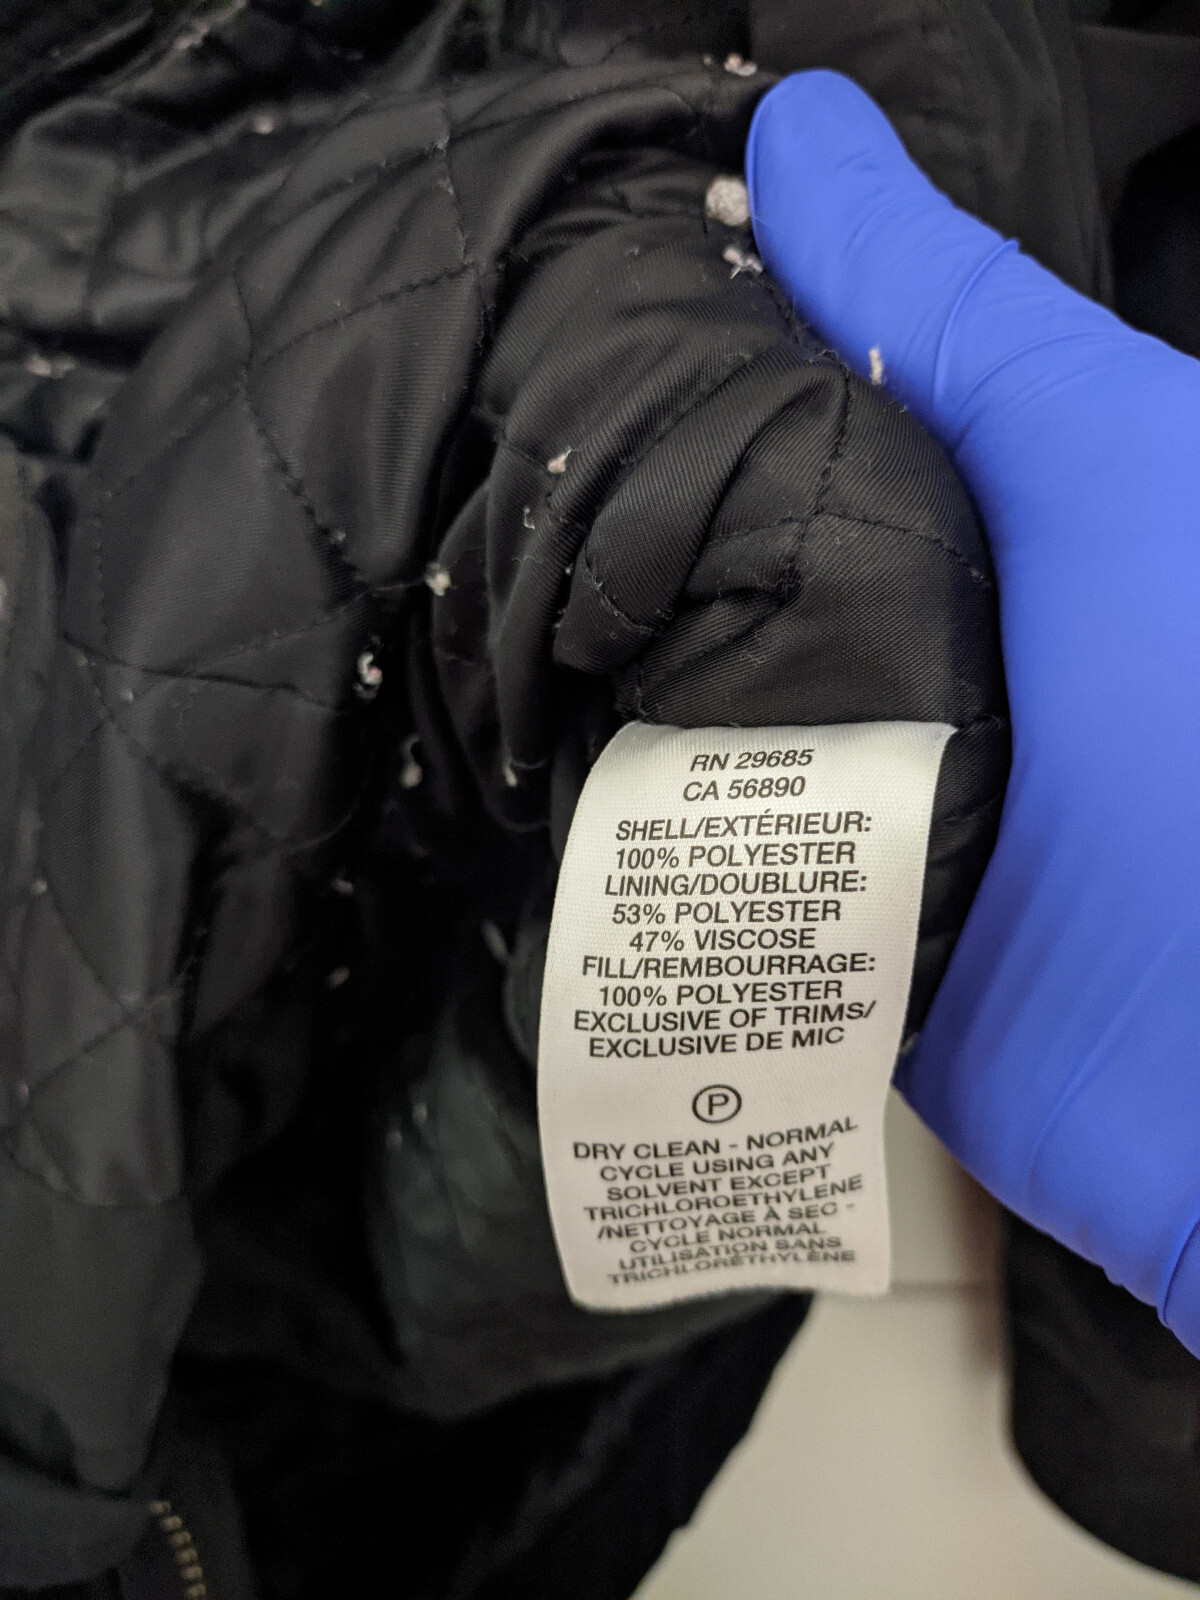 RN 29685
CA 56890
SHELL/EXTÉRIEUR:
100% POLYESTER
LINING/DOUBLURE:
53% POLYESTER
47% VISCOSE
FILL/REMBOURRAGE:
100% POLYESTER
EXCLUSIVE OF TRIMS/
EXCLUSIVE DE MIC
P
DRY CLEAN - NORMAL
CYCLE USING ANY
SOLVENT EXCEPT
TRICHLOROETHYLENE
/NETTOYAGE À SEC -
CYCLE NORMAL
UTILISATION SANS
TRICHLORÉTHYLÈNE